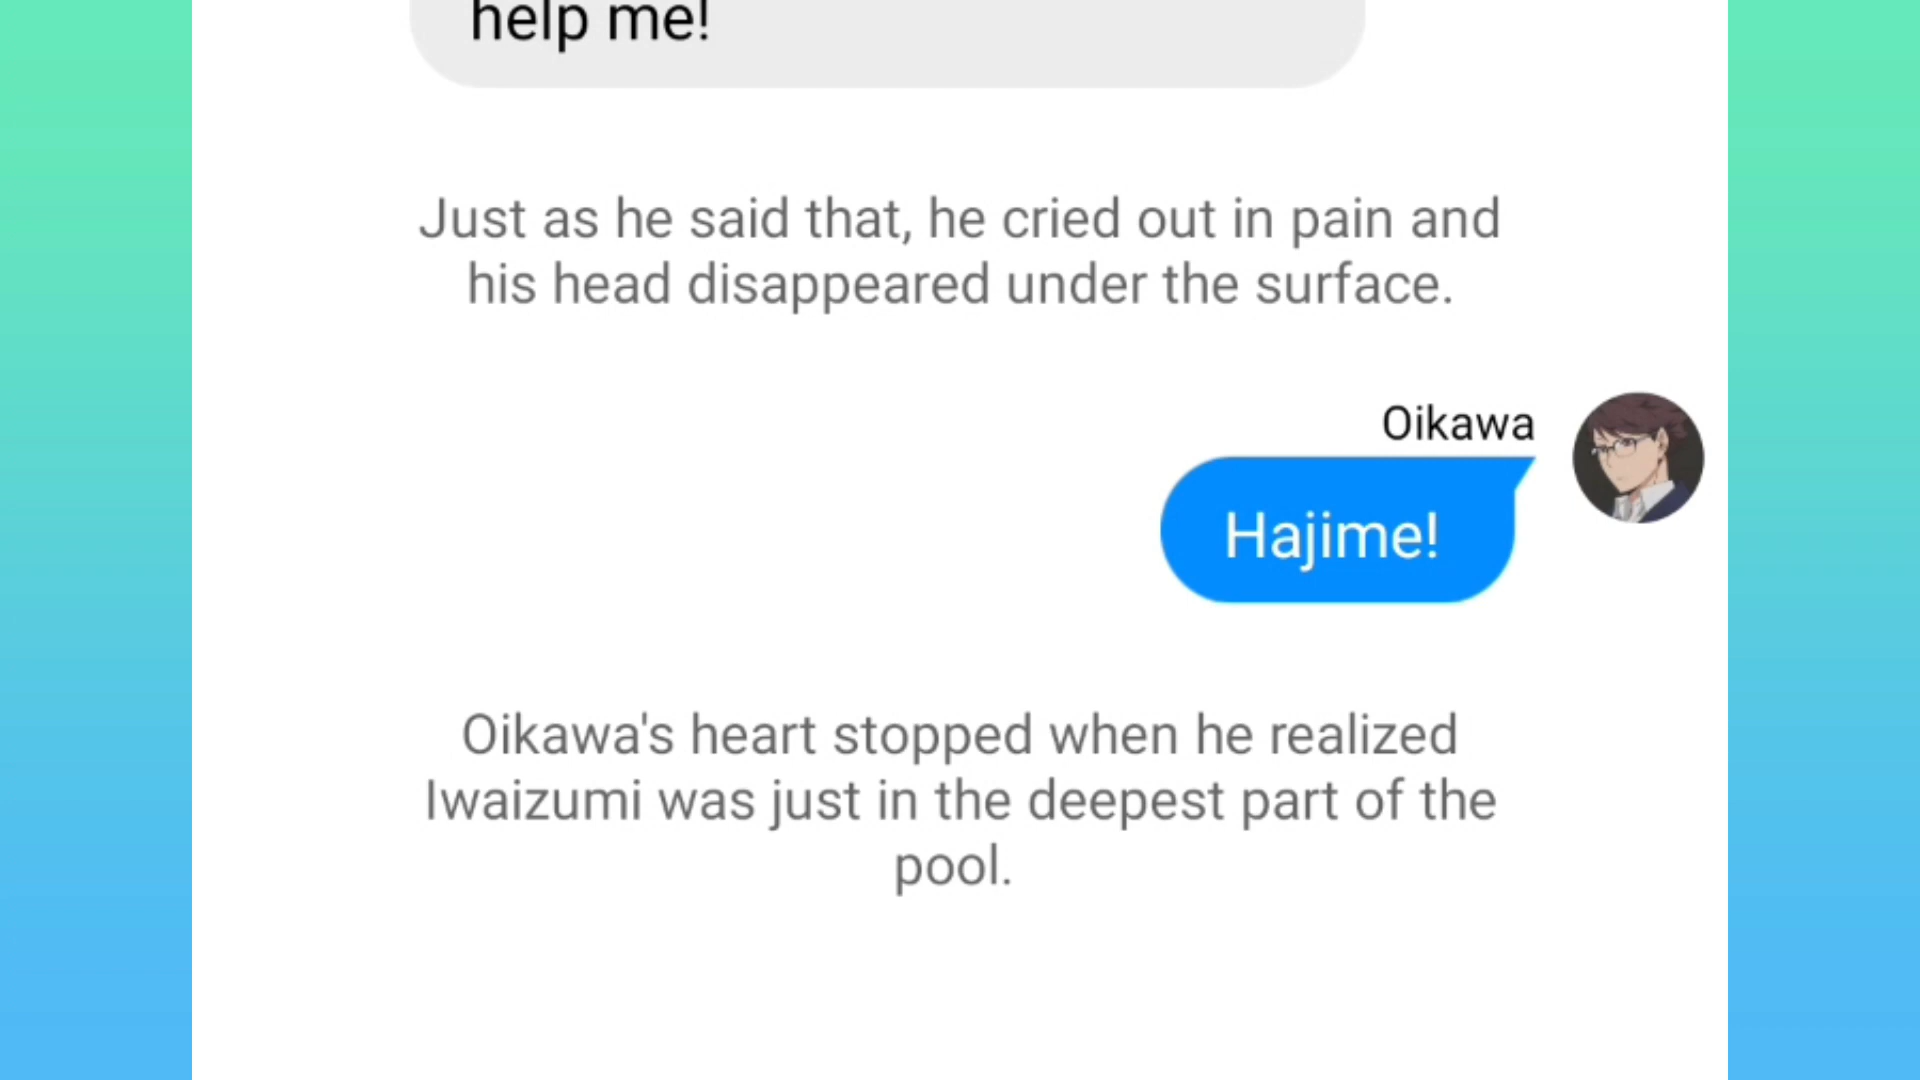 help me!
Just as he said that, he cried out in pain and
his head disappeared under the surface.
Oikawa
Hajime!
Oikawa's heart stopped when he realized
Iwaizumi was just in the deepest part of the
pool.